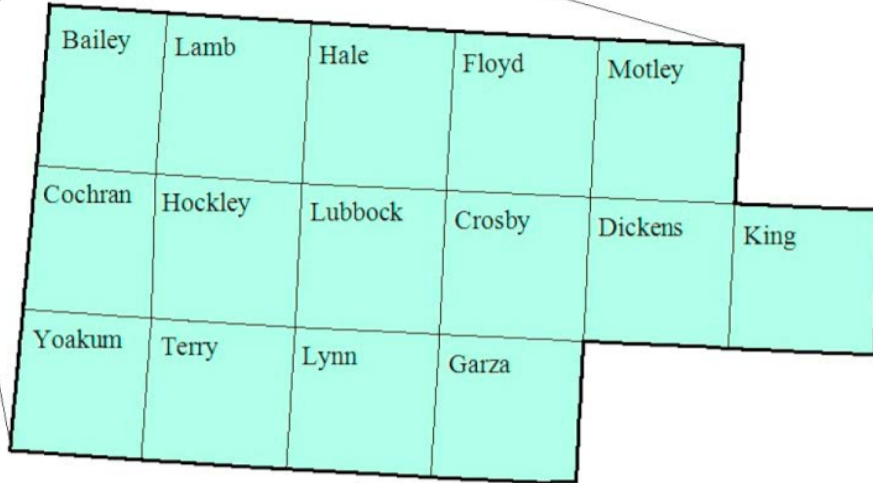 Bailey Lamb Hale Floyd Motley
Cochran Hockley Lubbock Crosby Dickens King
Yoakum Terry Lynn Garza